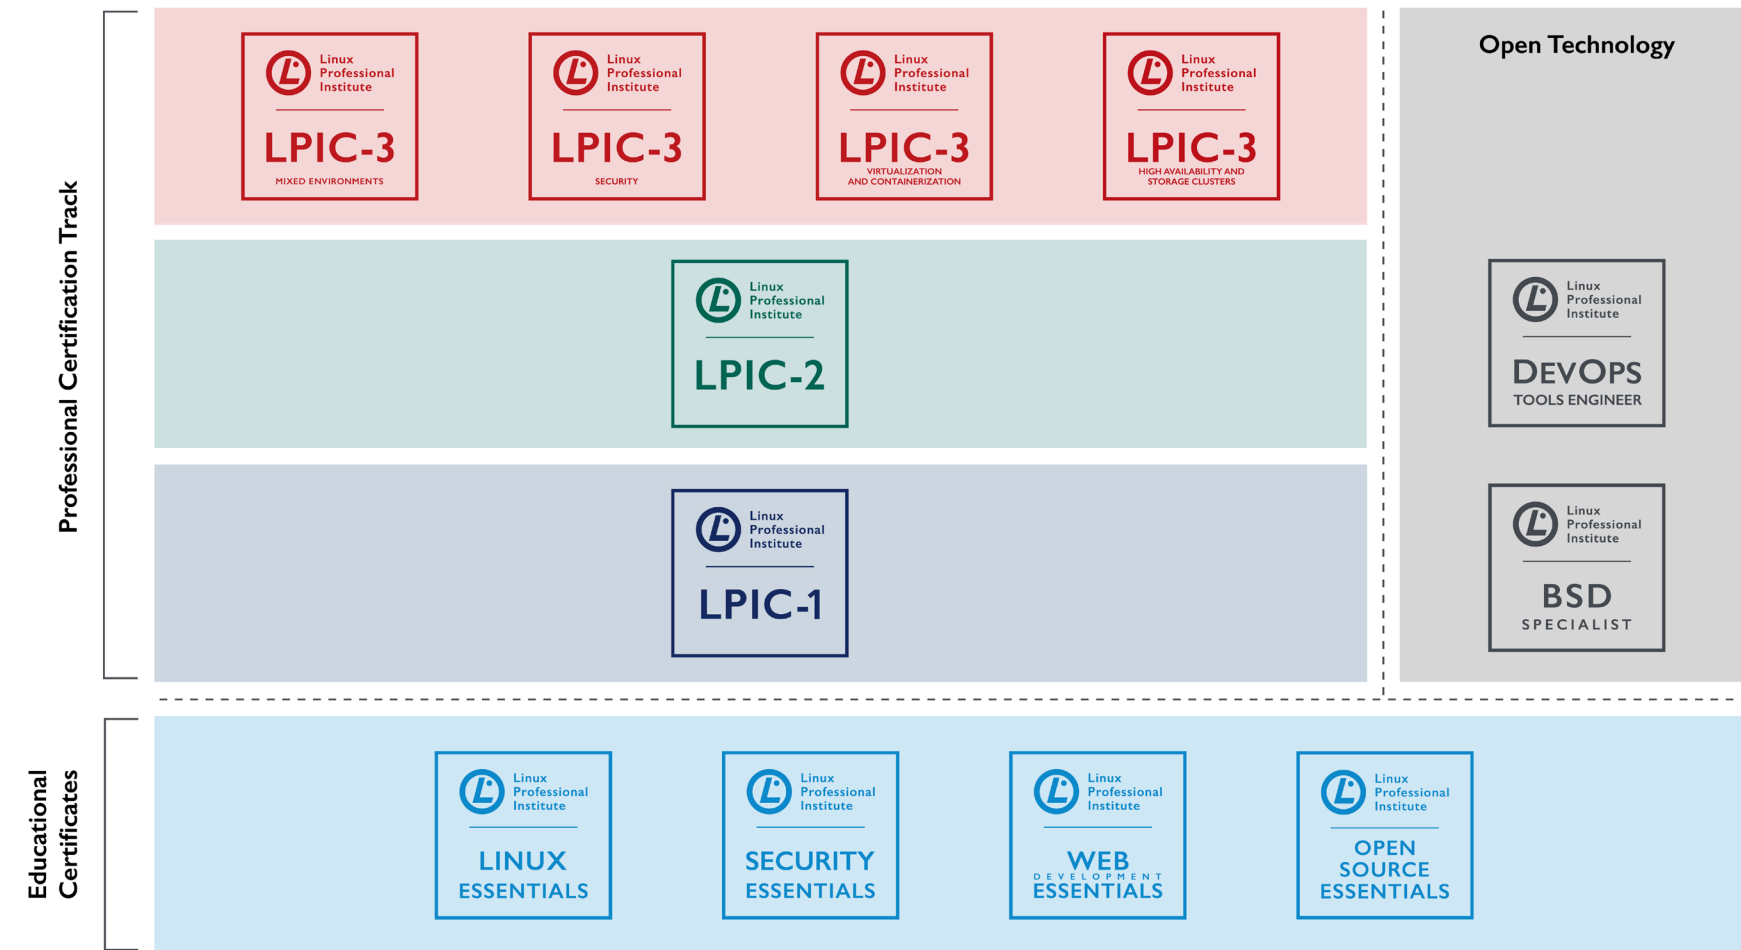 Professional Certification Track
Linux
Professional
Institute
LPIC-3
MIXED ENVIRONMENTS
Linux
Professional
Institute
LPIC-3
SECURITY
Linux
Professional
Institute
LPIC-3
VIRTUALIZATION
AND CONTAINERIZATION
Linux
Professional
Institute
LPIC-3
HIGH AVAILABILITY AND
STORAGE CLUSTERS
Linux
Professional
Institute
LPIC-2
Linux
Professional
Institute
LPIC-1
Open Technology
Linux
Professional
Institute
DEVOPS
TOOLS ENGINEER
Linux
Professional
Institute
BSD
SPECIALIST
Educational
Certificates
Linux
Professional
Institute
LINUX
ESSENTIALS
Linux
Professional
Institute
SECURITY
ESSENTIALS
Linux
Professional
Institute
WEB
DEVELOPMENT
ESSENTIALS
Linux
Professional
Institute
OPEN
SOURCE
ESSENTIALS